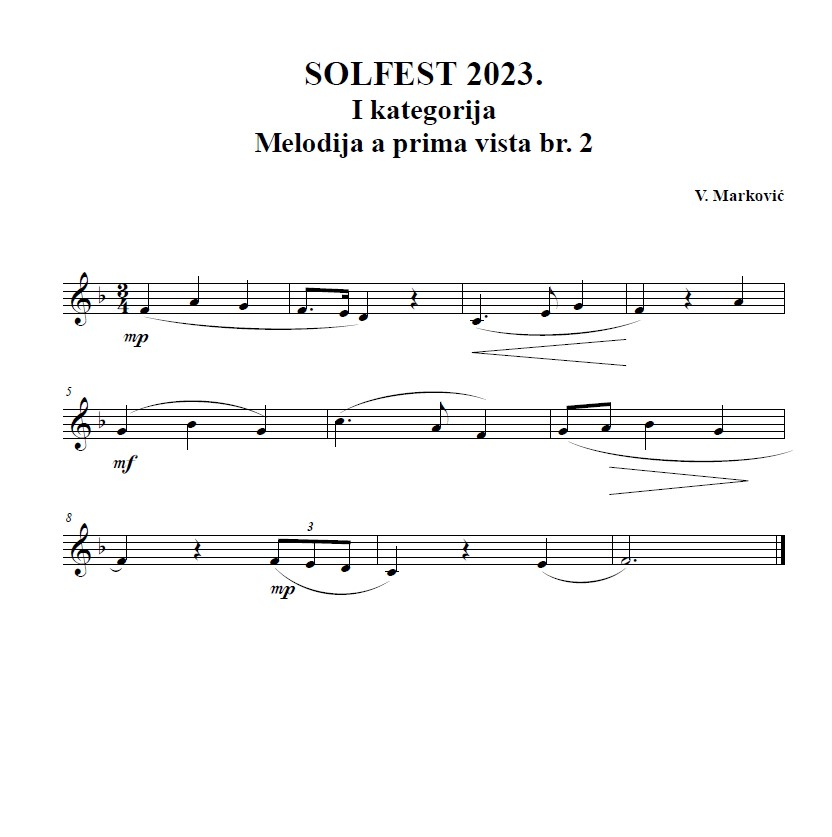 SOLFEST 2023.
I kategorija
Melodija a prima vista br. 2
V. Marković
3
4
mp
5
mf
8
3
mp